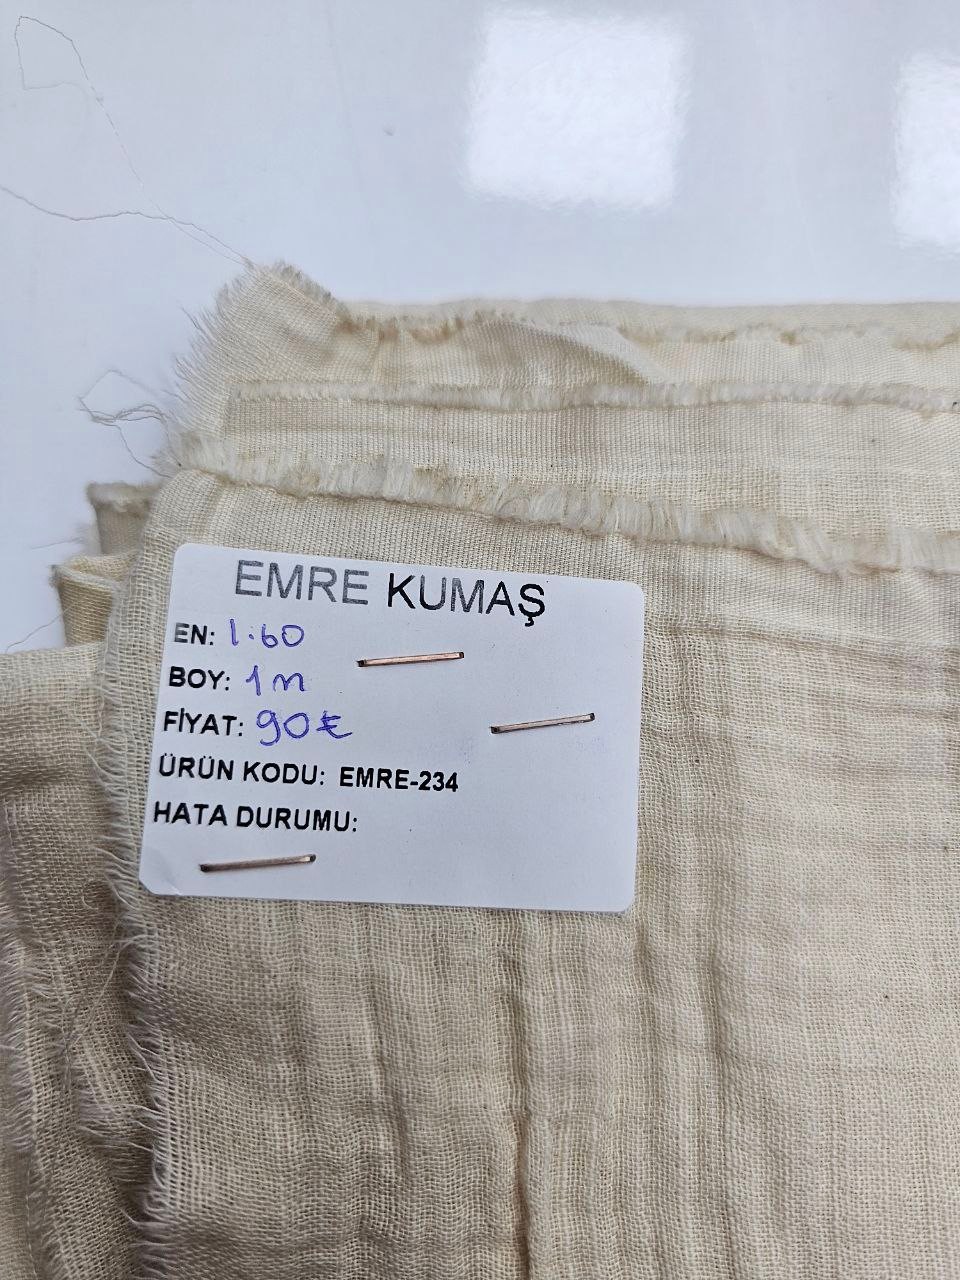 EMRE KUMAŞ
EN: 1.60
BOY: 1m
FİYAT: 90₺
ÜRÜN KODU: EMRE-234
HATA DURUMU: